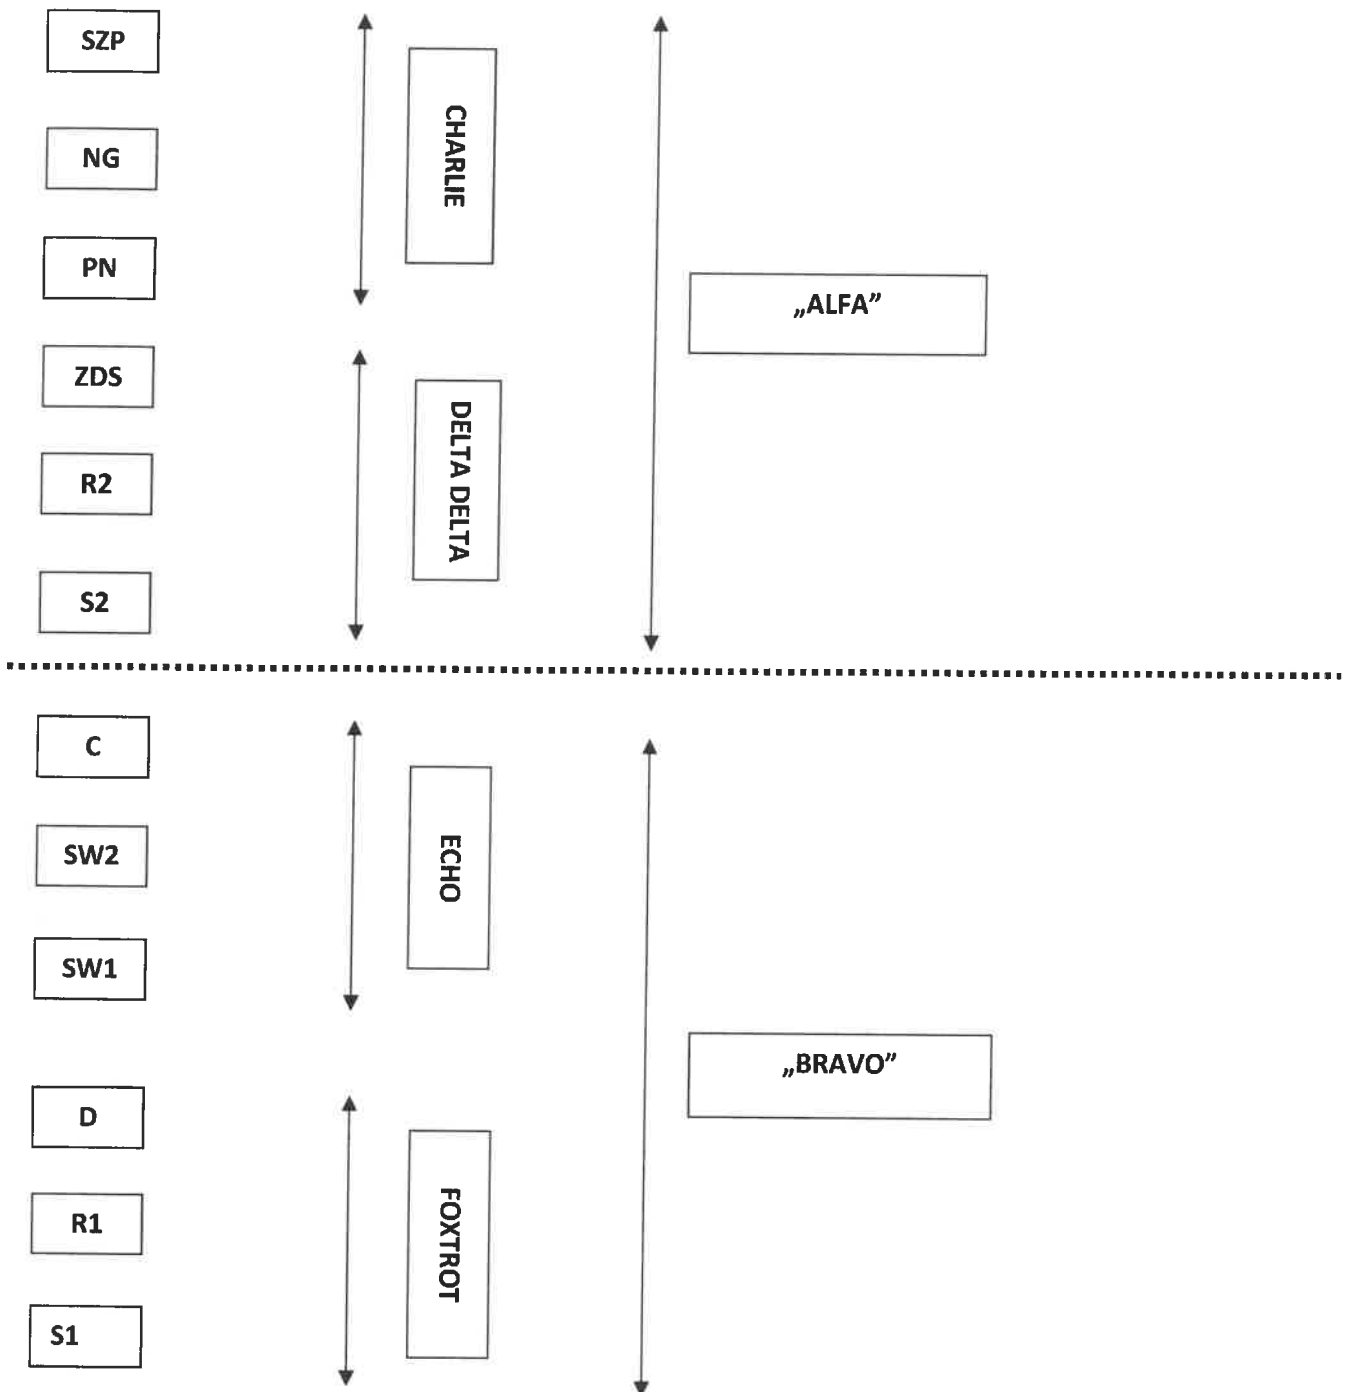 SZP
NG
PN
ZDS
R2
S2
CHARLIE
DELTA DELTA
„ALFA”
C
SW2
SW1
D
R1
S1
ECHO
FOXTROT
„BRAVO”